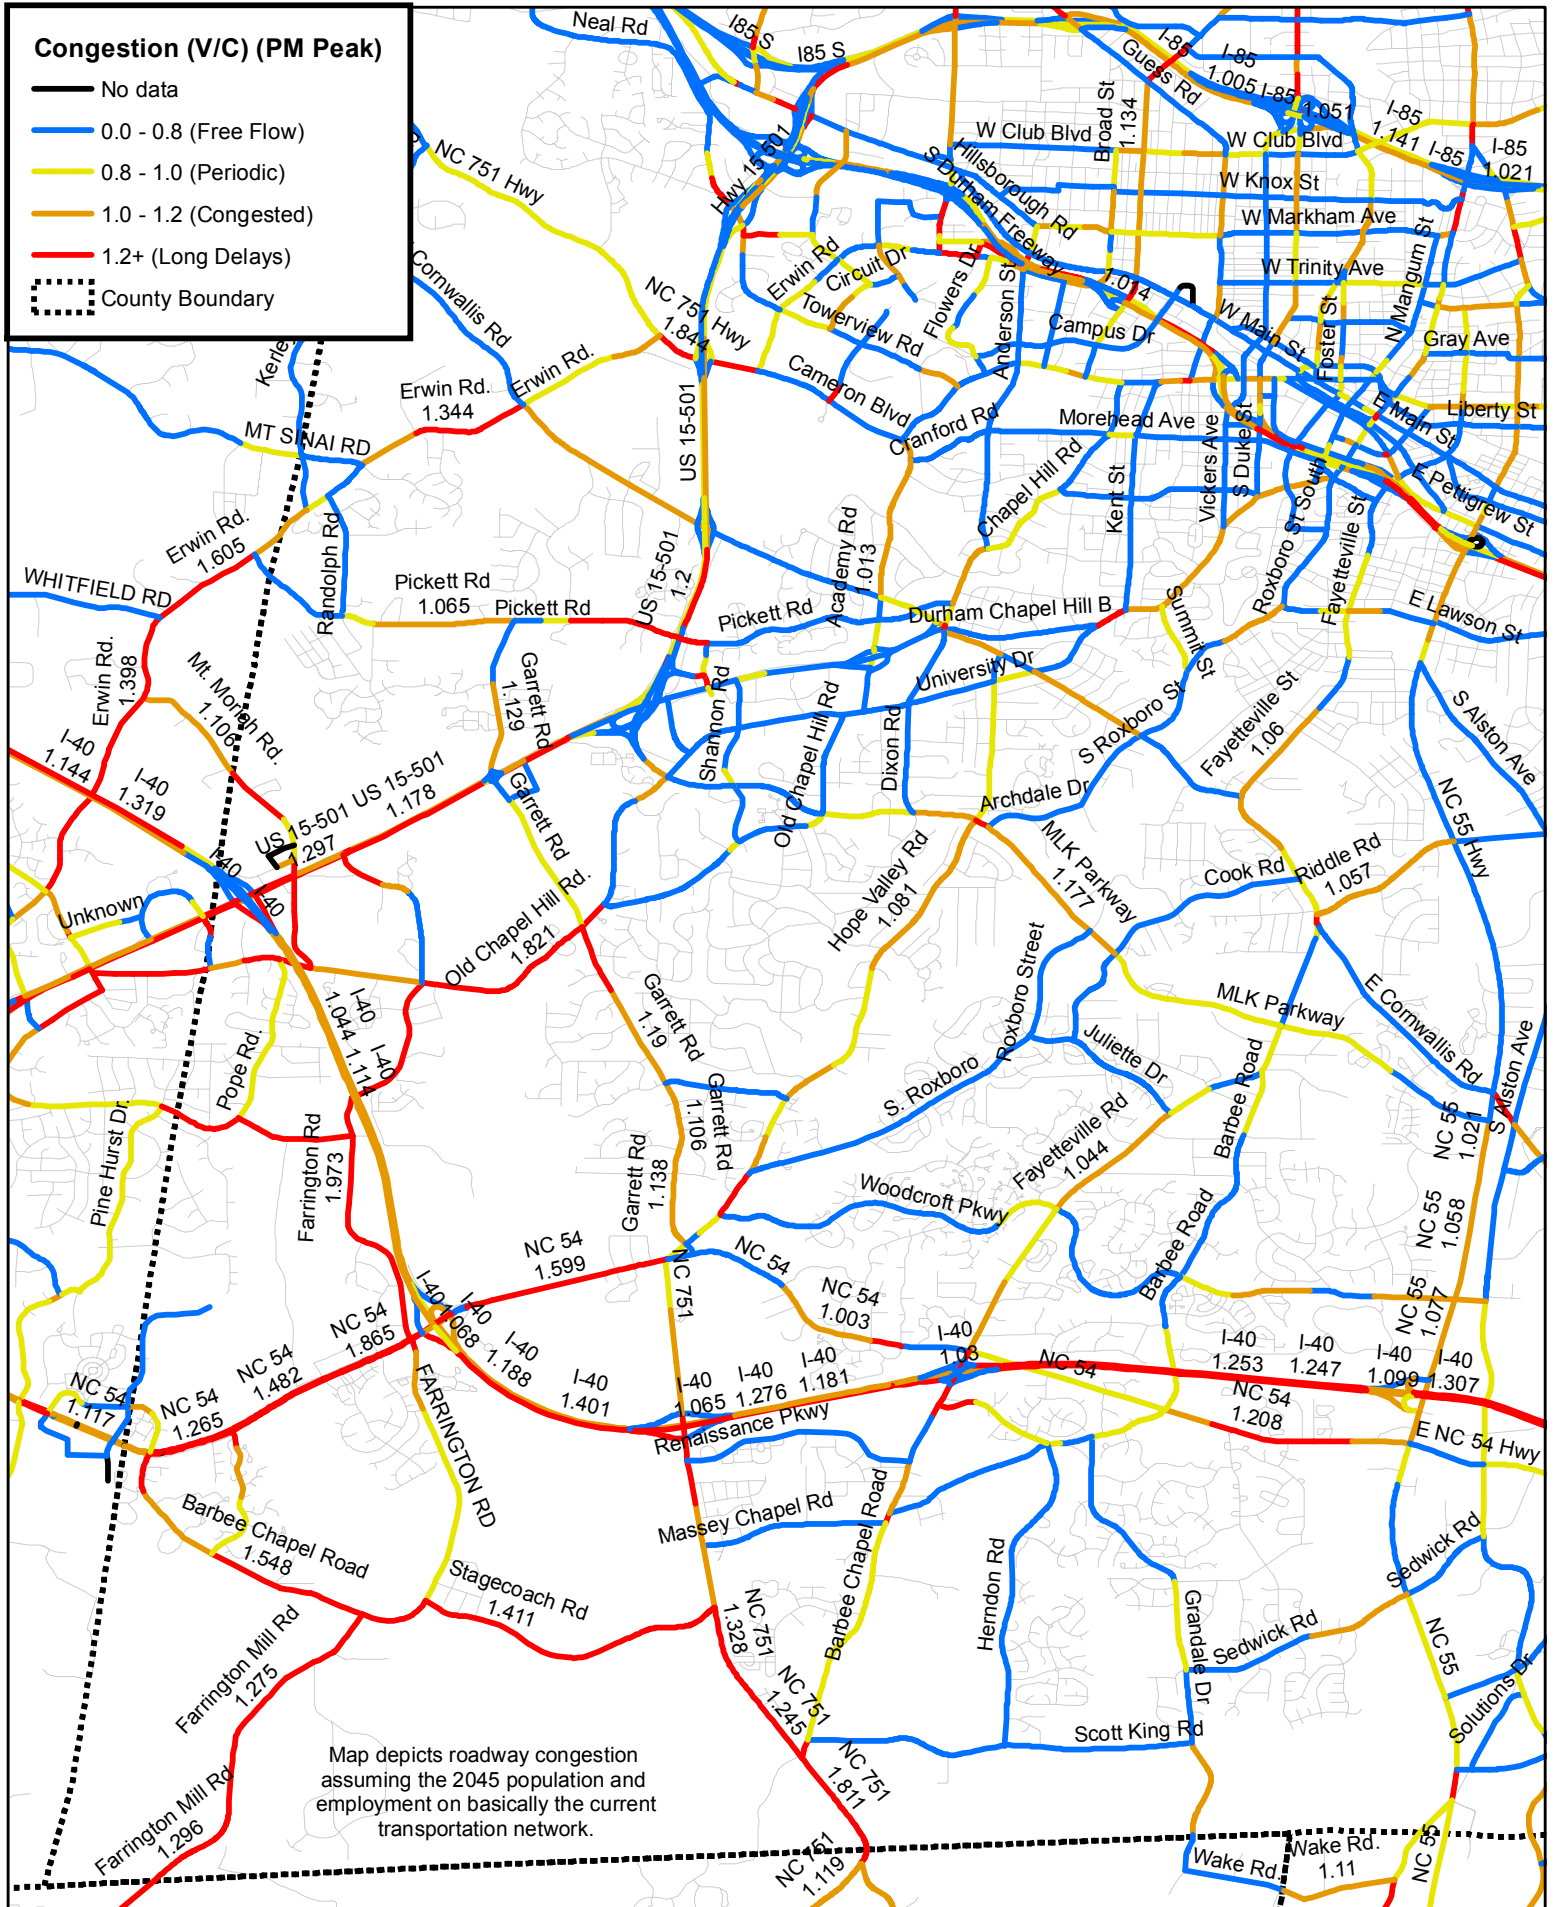 Congestion (V/C) (PM Peak)
No data
0.0 - 0.8 (Free Flow)
0.8 - 1.0 (Periodic)
1.0 - 1.2 (Congested)
1.2+ (Long Delays)
County Boundary
Neal Rd
I85 S
I85 S
Guess Rd
I-85
I-85
1.005
I-85
1.051
I-85
1.141
I-85
I-85
1.021
Broad St
1.134
W Club Blvd
W Club Blvd
NC 751 Hwy
Hwy 15-501
S Durham Freeway
Hillsborough Rd
W Knox St
W Markham Ave
W Trinity Ave
N Mangum St
Cornwallis Rd
Erwin Rd
Circuit Dr
Towerview Rd
Flowers Dr
Anderson St
1.014
Campus Dr
W Main St
Foster St
Gray Ave
NC 751 Hwy
1.844
Erwin Rd.
1.344
Erwin Rd.
Cameron Blvd
Cranford Rd
Morehead Ave
Liberty St
E Main St
MT SINAI RD
US 15-501
Chapel Hill Rd
Kent St
Vickers Ave
S Duke St
Roxboro St South
Fayetteville St
E Pettigrew St
Erwin Rd.
1.605
WHITFIELD RD
Randolph Rd
Pickett Rd
1.065
Pickett Rd
US 15-501
1.2
Pickett Rd
Academy Rd
1.013
Durham Chapel Hill B
Summit St
E Lawson St
Erwin Rd.
1.398
Mt. Moriah Rd.
1.106
Garrett Rd
1.129
Shannon Rd
University Dr
Old Chapel Hill Rd
Dixon Rd
S Roxboro St
Fayetteville St
1.06
S Alston Ave
I-40
1.144
I-40
1.319
US 15-501
1.178
US 15-501
1.297
Garrett Rd
Archdale Dr
NC 55 Hwy
I-40
I-40
Unknown
Old Chapel Hill Rd.
1.821
Hope Valley Rd
1.081
MLK Parkway
1.177
Cook Rd
Riddle Rd
1.057
I-40
1.044
1.114
I-40
Garrett Rd
1.19
Roxboro Street
MLK Parkway
E Cornwallis Rd
S Alston Ave
Pope Rd.
Pine Hurst Dr.
Farrington Rd
1.973
Garrett Rd
1.106
Garrett Rd
1.138
S. Roxboro
Juliette Dr
Fayetteville Rd
1.044
Barbee Road
NC 55
1.021
Woodcroft Pkwy
Barbee Road
NC 55
1.058
NC 54
1.599
NC 751
NC 54
NC 54
1.003
NC 55
1.077
NC 54
1.865
I-40
1.068
I-40
I-40
1.188
I-40
1.401
NC 54
1.482
NC 54
1.265
NC 54
1.117
I-40
1.065
I-40
1.276
I-40
1.181
I-40
1.03
NC 54
I-40
1.253
I-40
1.247
I-40
1.099
I-40
1.307
NC 54
1.208
E NC 54 Hwy
Renaissance Pkwy
FARRINGTON RD
Massey Chapel Rd
Barbee Chapel Road
Barbee Chapel Road
1.548
Stagecoach Rd
1.411
Herndon Rd
Grandale Dr
Sedwick Rd
Sedwick Rd
Farrington Mill Rd
1.275
NC 751
1.328
NC 751
1.245
NC 55
Solutions Dr
Scott King Rd
NC 751
1.811
Map depicts roadway congestion
assuming the 2045 population and
employment on basically the current
transportation network.
Farrington Mill Rd
1.296
NC 751
1.119
Wake Rd.
Wake Rd.
1.11
NC 55